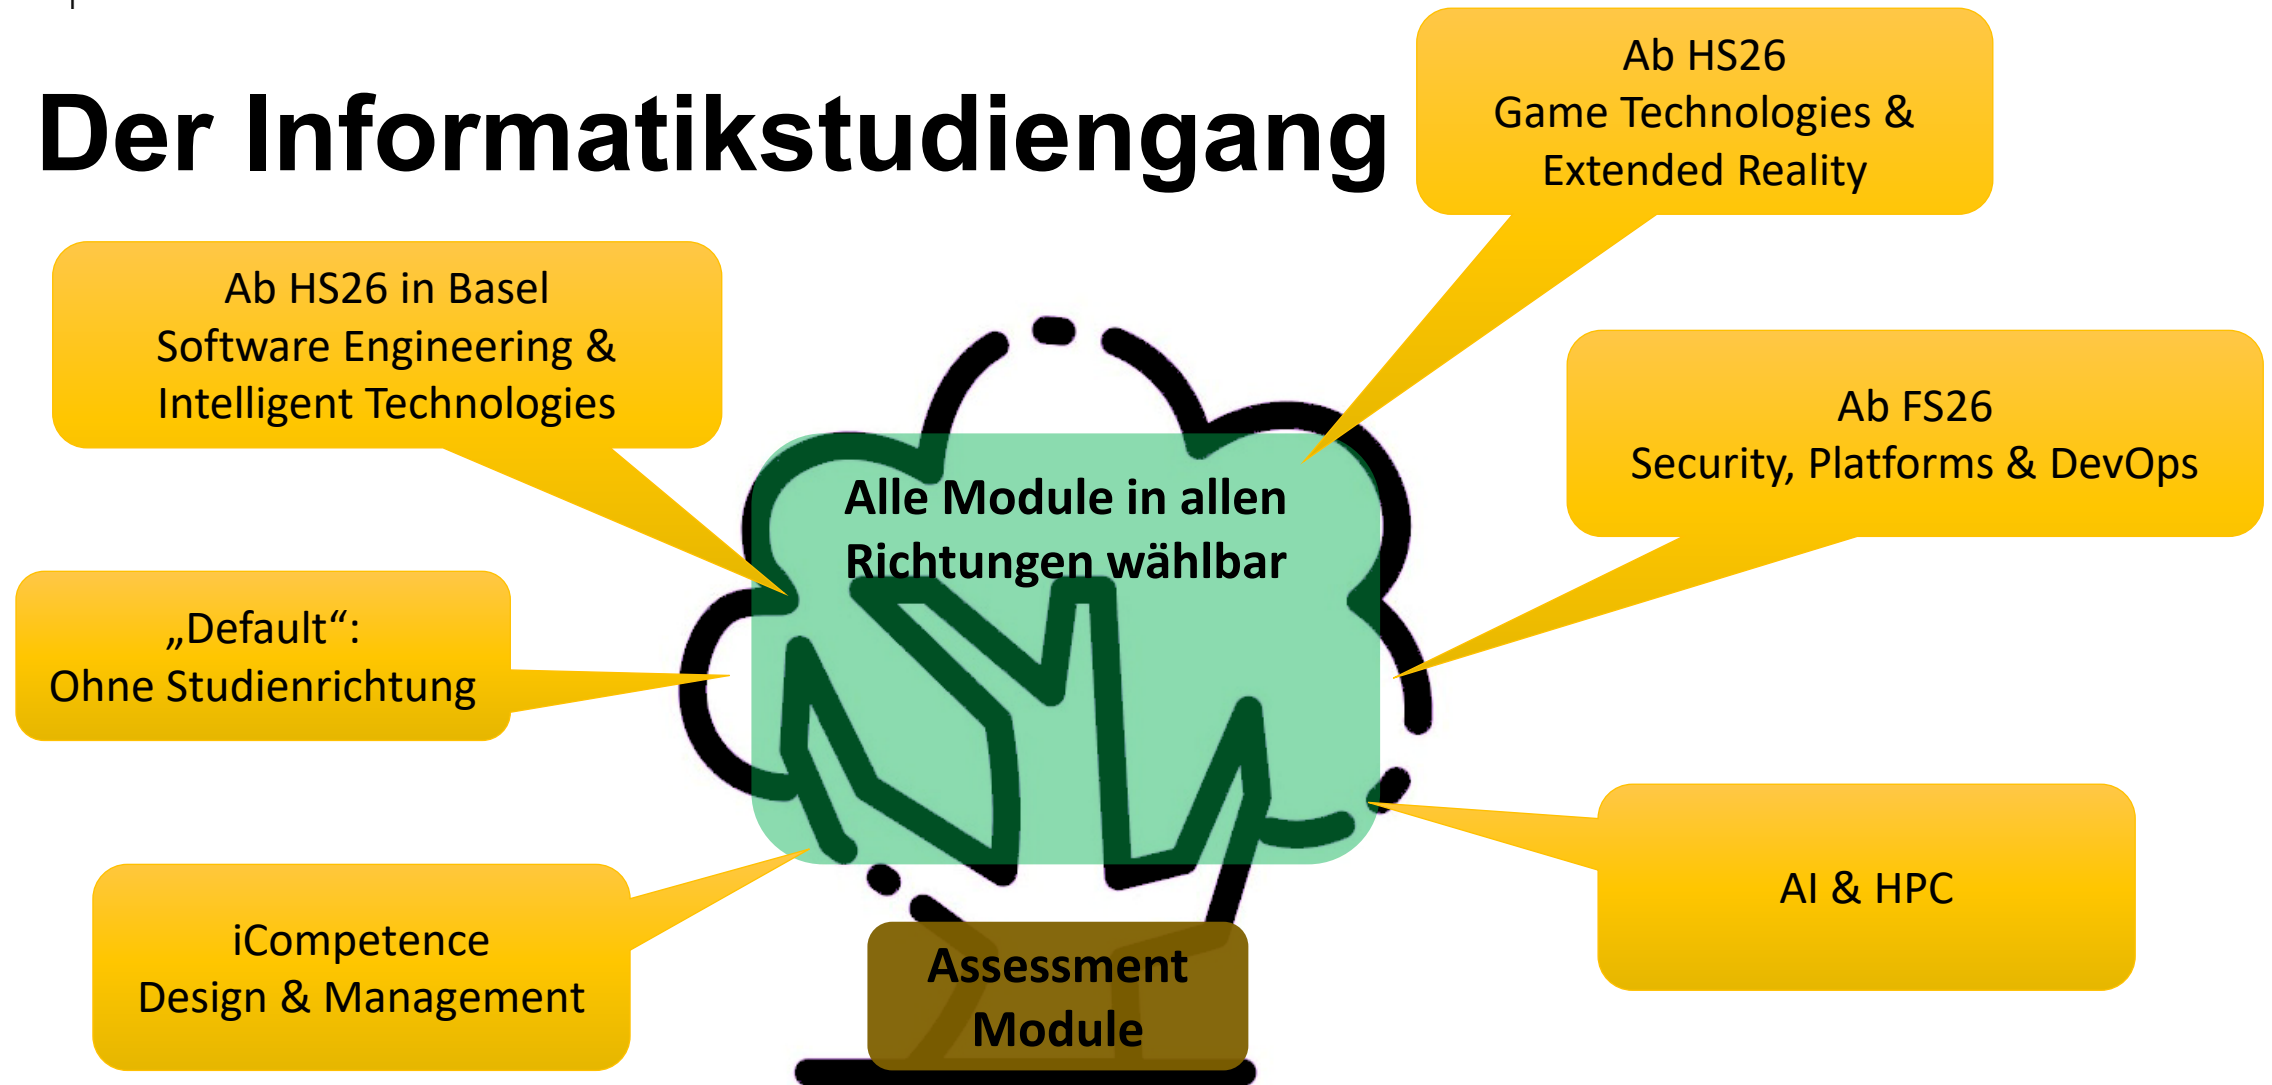 Der Informatikstudiengang
Ab HS26
Game Technologies &
Extended Reality
Ab HS26 in Basel
Software Engineering &
Intelligent Technologies
Ab FS26
Security, Platforms & DevOps
Alle Module in allen
Richtungen wählbar
„Default“:
Ohne Studienrichtung
AI & HPC
iCompetence
Design & Management
Assessment
Module